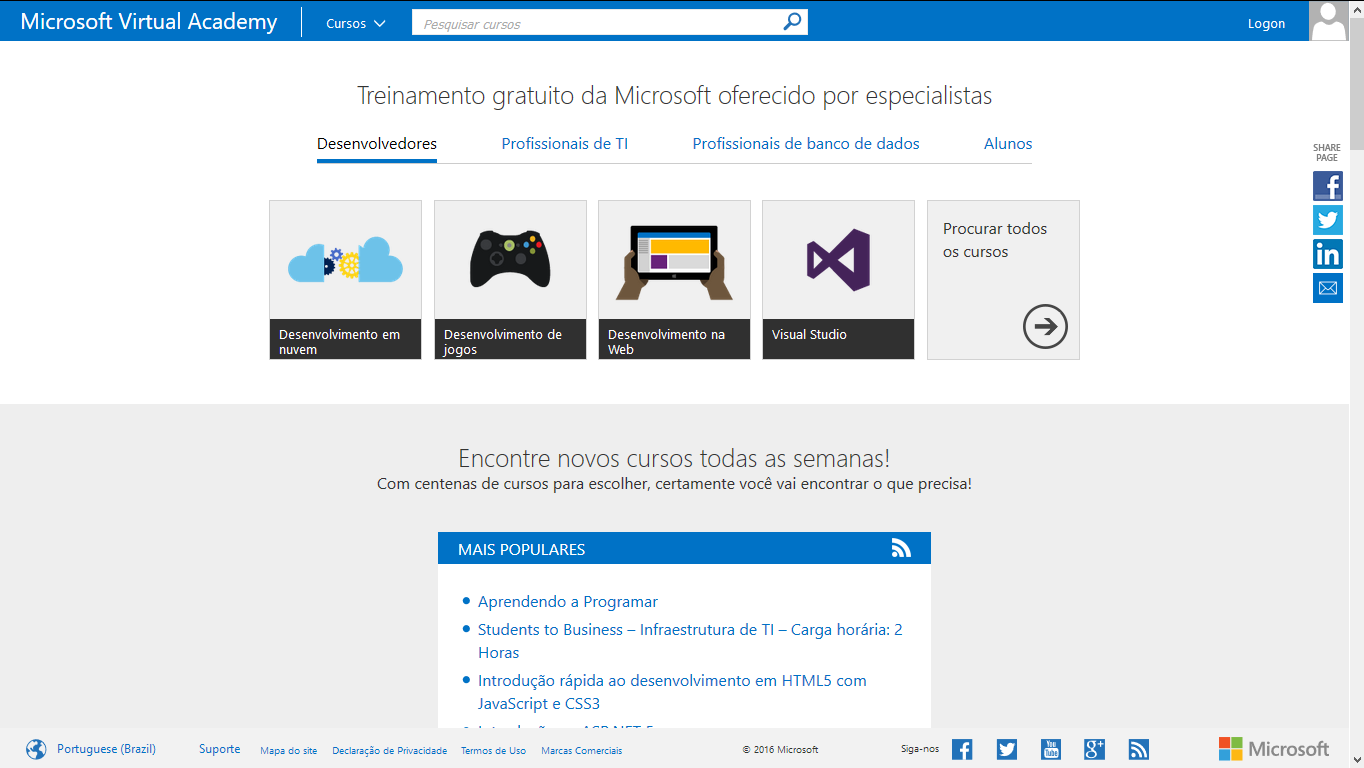 Microsoft Virtual Academy
Cursos
Pesquisar cursos
Logon
Treinamento gratuito da Microsoft oferecido por especialistas
Desenvolvedores
Profissionais de TI
Profissionais de banco de dados
Alunos
SHARE
PAGE
Desenvolvimento em
nuvem
Desenvolvimento de
jogos
Desenvolvimento na
Web
Visual Studio
Procurar todos
os cursos
Encontre novos cursos todas as semanas!
Com centenas de cursos para escolher, certamente você vai encontrar o que precisa!
MAIS POPULARES
Aprendendo a Programar
Students to Business – Infraestrutura de TI – Carga horária: 2
Horas
Introdução rápida ao desenvolvimento em HTML5 com
JavaScript e CSS3
Portuguese (Brazil)
Suporte
Mapa do site
Declaração de Privacidade
Termos de Uso
Marcas Comerciais
© 2016 Microsoft
Siga-nos
Microsoft